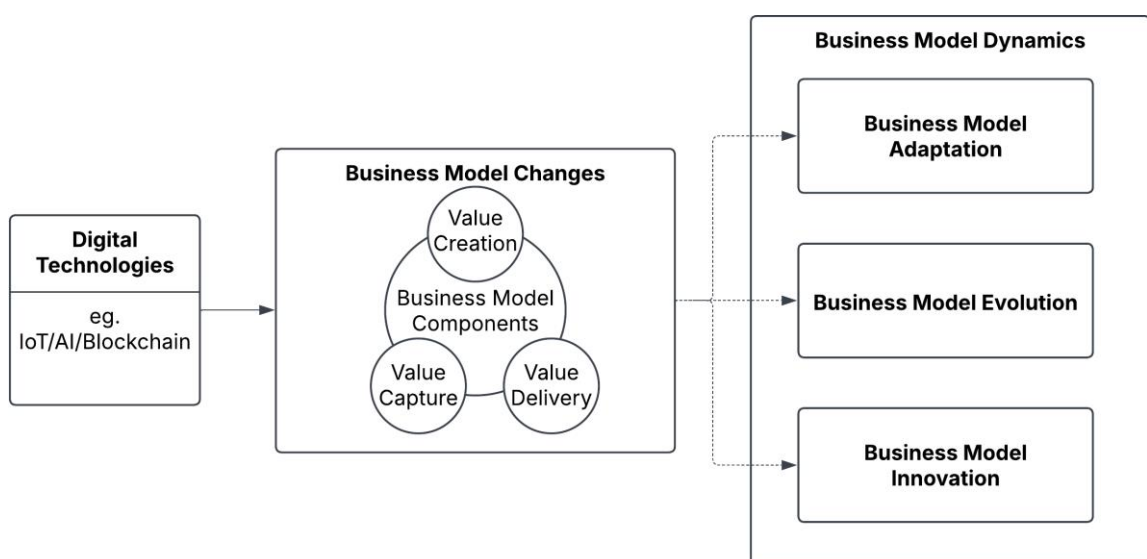 Digital
Technologies
eg.
IoT/AI/Blockchain
Business Model Changes
Value
Creation
Business Model
Components
Value
Capture
Value
Delivery
Business Model Dynamics
Business Model
Adaptation
Business Model Evolution
Business Model
Innovation